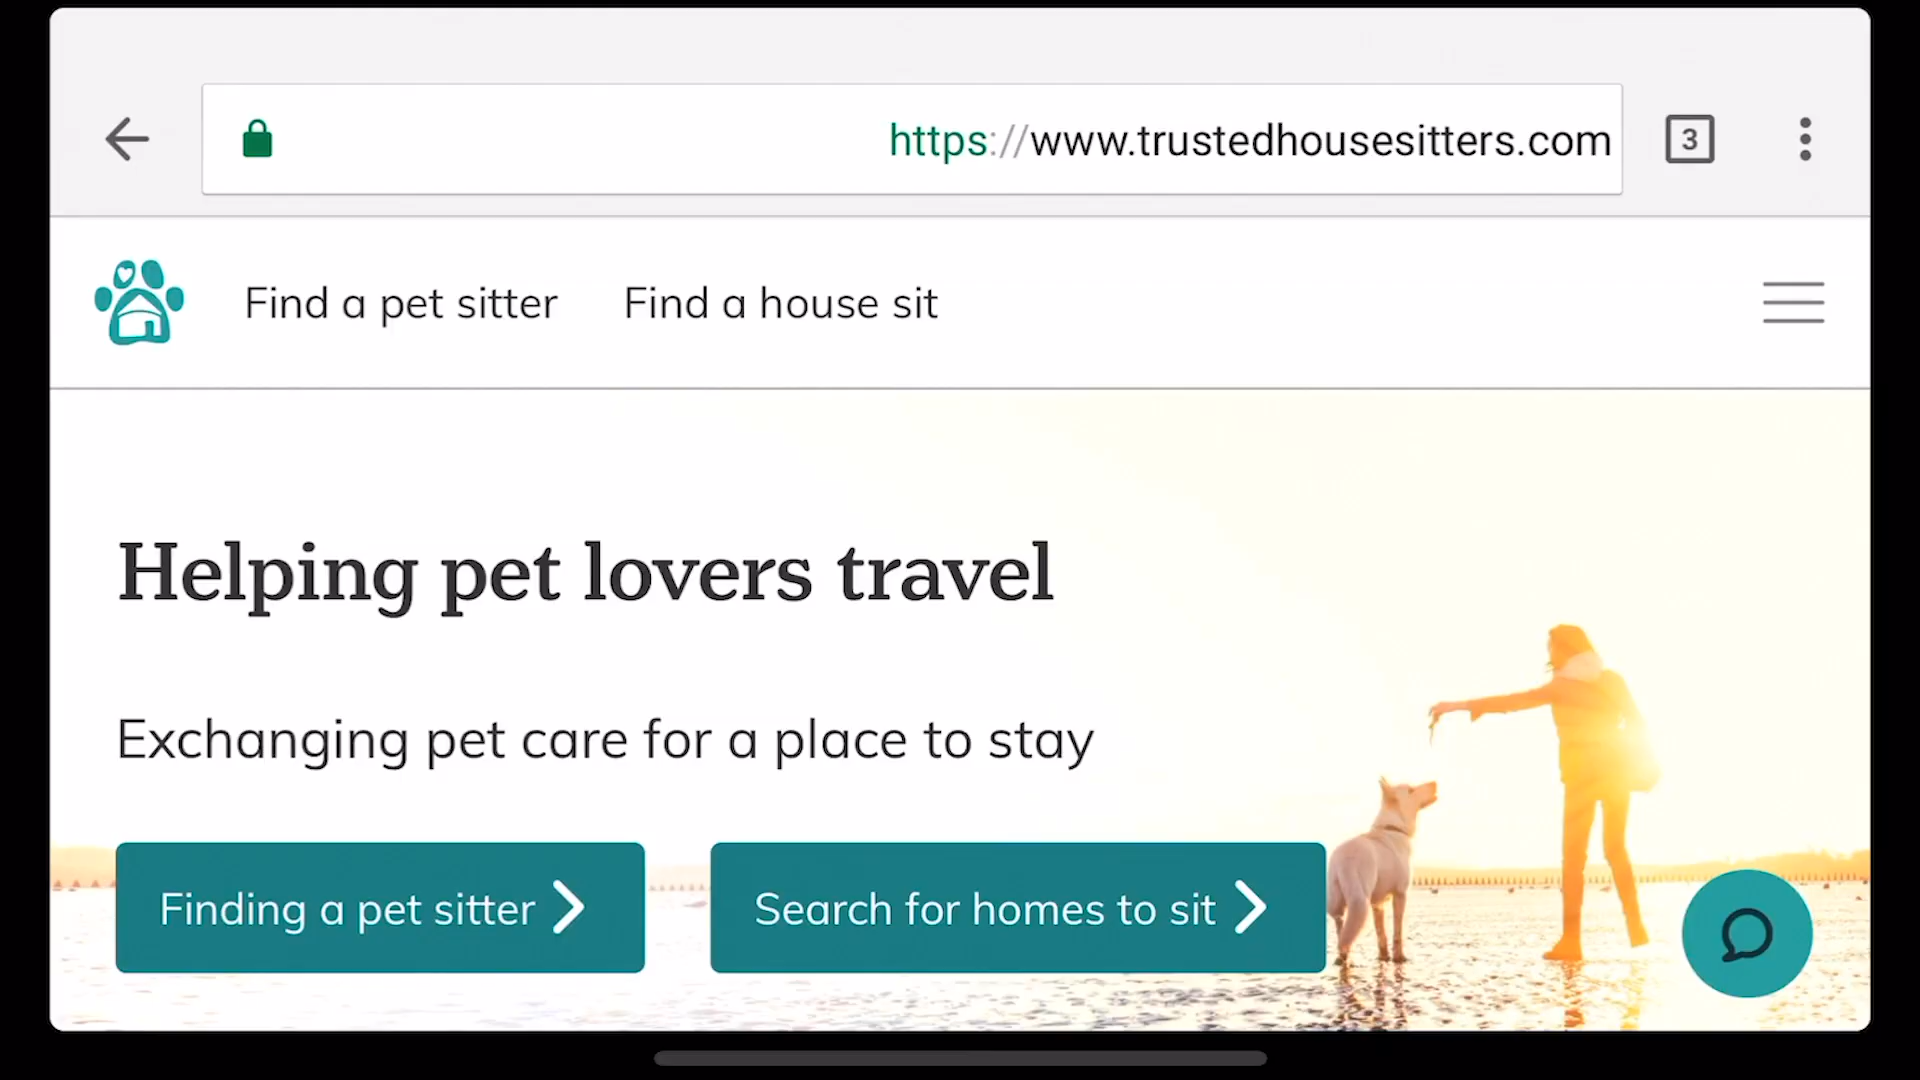 https://www.trustedhousesitters.com
3
Find a pet sitter
Find a house sit
Helping pet lovers travel
Exchanging pet care for a place to stay
Finding a pet sitter
Search for homes to sit